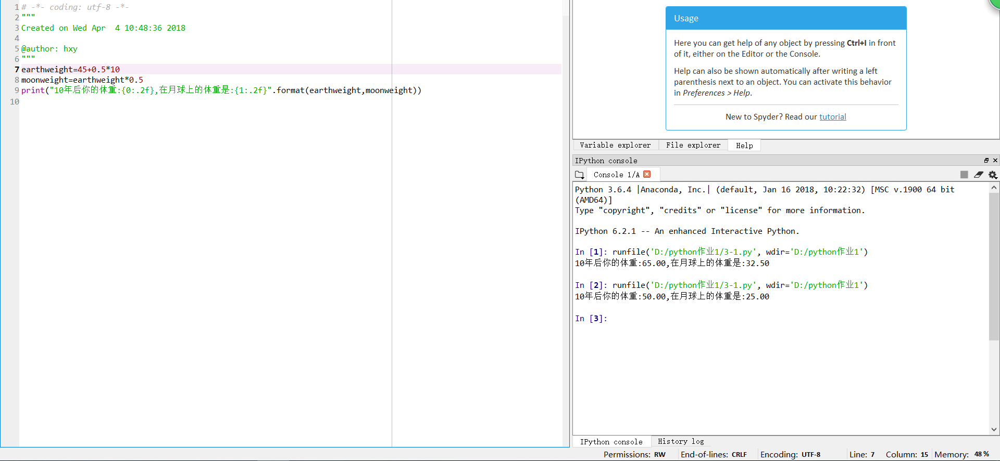 1 # -*- coding: utf-8 -*-
2 """
3 Created on Wed Apr  4 10:48:36 2018
4
5 @author: hxy
6 """
7 earthweight=45+0.5*10
8 moonweight=earthweight*0.5
9 print("10年后你的体重:{0:.2f},在月球上的体重是:{1:.2f}".format(earthweight,moonweight))
10
Usage
Here you can get help of any object by pressing Ctrl+I in front
of it, either on the Editor or the Console.
Help can also be shown automatically after writing a left
parenthesis next to an object. You can activate this behavior
in Preferences > Help.
New to Spyder? Read our tutorial
Variable explorer File explorer Help
IPython console
Console 1/A
Python 3.6.4 |Anaconda, Inc.| (default, Jan 16 2018, 10:22:32) [MSC v.1900 64 bit
(AMD64)]
Type "copyright", "credits" or "license" for more information.
IPython 6.2.1 -- An enhanced Interactive Python.
In [1]: runfile('D:/python作业1/3-1.py', wdir='D:/python作业1')
10年后你的体重:65.00,在月球上的体重是:32.50
In [2]: runfile('D:/python作业1/3-1.py', wdir='D:/python作业1')
10年后你的体重:50.00,在月球上的体重是:25.00
In [3]:
IPython console History log
Permissions: RW End-of-lines: CRLF Encoding: UTF-8 Line: 7 Column: 15 Memory: 48 %